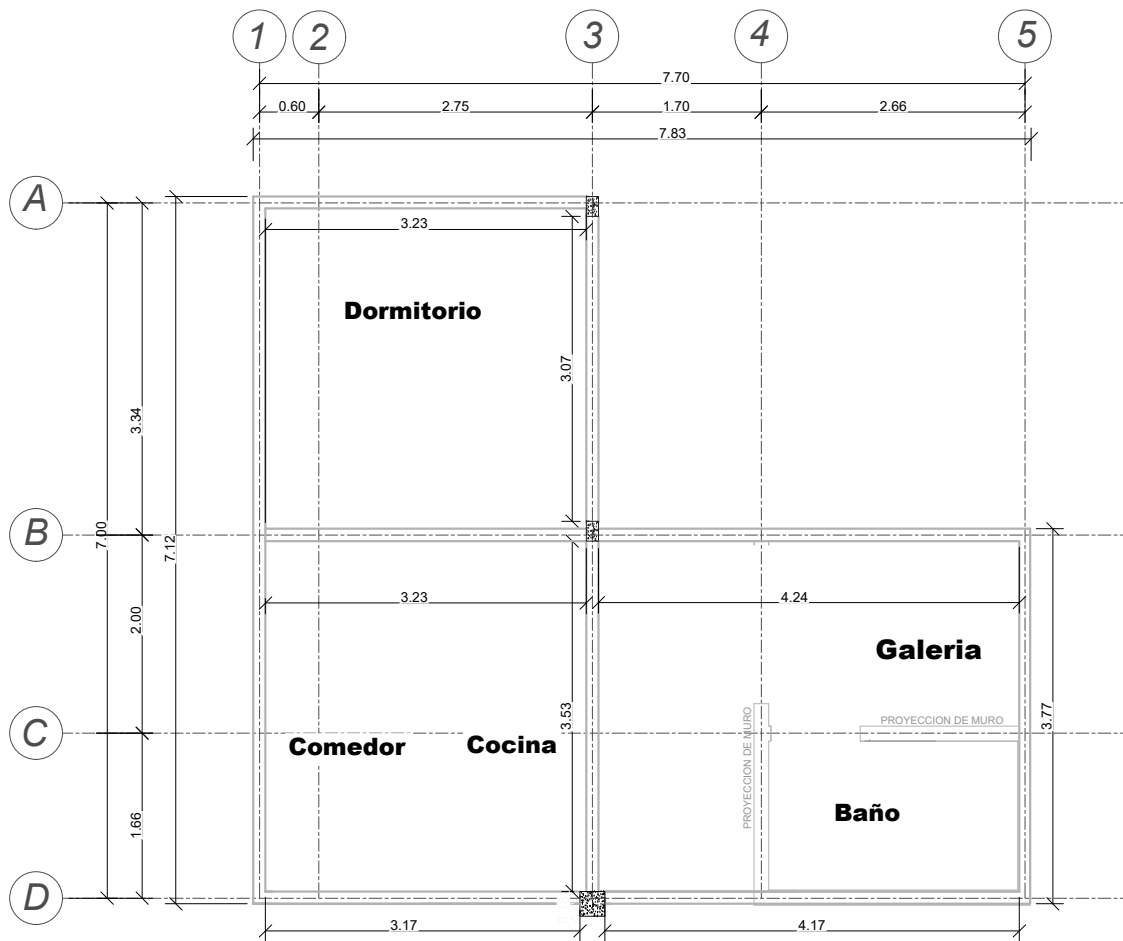 1
2
3
4
5
7.70
0.60
2.75
1.70
2.66
7.83
A
3.23
Dormitorio
3.07
3.34
7.00
7.12
B
3.23
4.24
2.00
Galeria
3.53
3.77
C
PROYECCION DE MURO
PROYECCION DE MURO
Comedor
Cocina
Baño
1.66
D
3.17
4.17